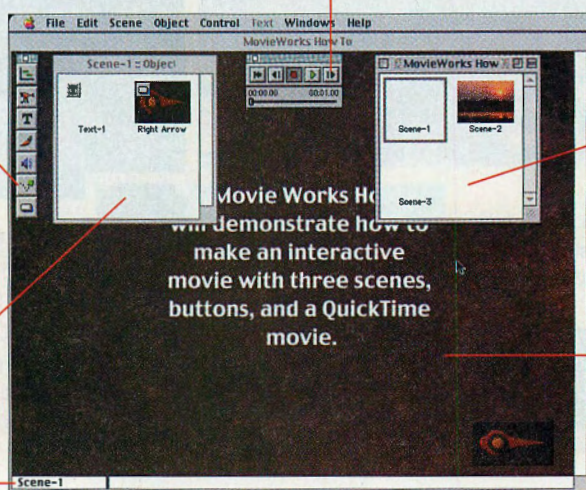 File Edit Scene Object Control Text Windows Help
MovieWorks How To
Scene-1 :: Object
Text-1
Right Arrow
T
00:00.00
00:01.00
MovieWorks How
Scene-1
Scene-2
Scene-3
Movie Works Ho
will demonstrate how to
make an interactive
movie with three scenes,
buttons, and a QuickTime
movie.
Scene-1